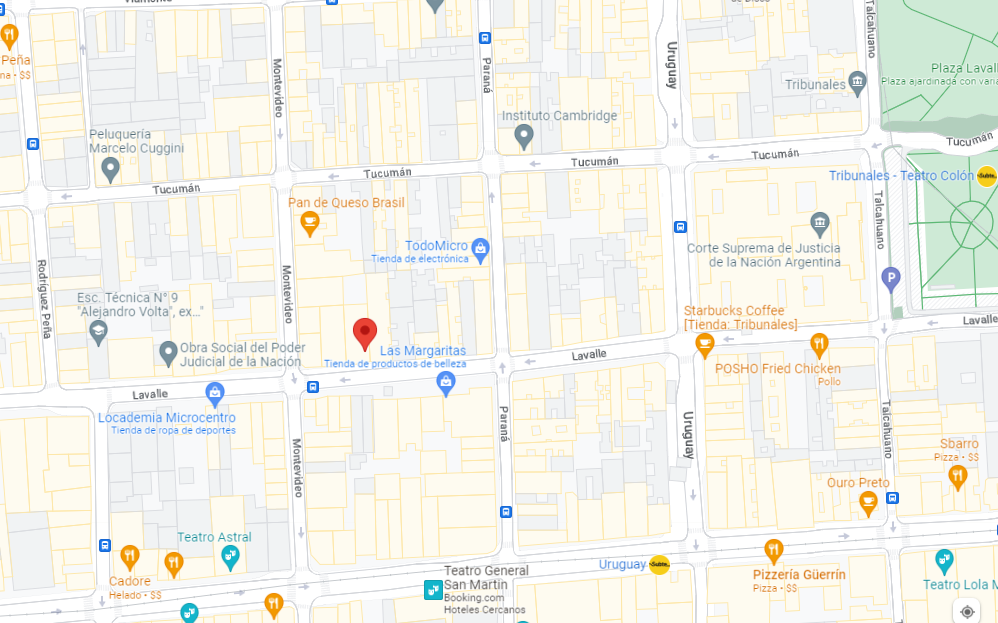 Viamonte
de Disco
Talcahuano
Peña
na • $$
Montevideo
Paraná
Uruguay
Plaza Lavall
Plaza ajardinada con varia
Tribunales
Instituto Cambridge
Peluquería
Marcelo Cuggini
Tucumán
Tucumán
Tucumán
Tucumán
Tribunales - Teatro Colón
Subte
Pan de Queso Brasil
Talcahuano
TodoMicro
Tienda de electrónica
Corte Suprema de Justicia
de la Nación Argentina
Rodríguez Peña
Montevideo
P
Esc. Técnica N° 9
"Alejandro Volta", ex..."
Starbucks Coffee
[Tienda: Tribunales]
Lavalle
Obra Social del Poder
Judicial de la Nación
Las Margaritas
Tienda de productos de belleza
Lavalle
POSHO Fried Chicken
Pollo
Lavalle
Locademia Microcentro
Tienda de ropa de deportes
Paraná
Uruguay
Talcahuano
Montevideo
Sbarro
Pizza • $$
Ouro Preto
Teatro Astral
Cadore
Helado • $$
Teatro General
San Martín
Booking.com
Hoteles Cercanos
Uruguay
Subte
Pizzería Güerrín
Pizza • $$
Teatro Lola M